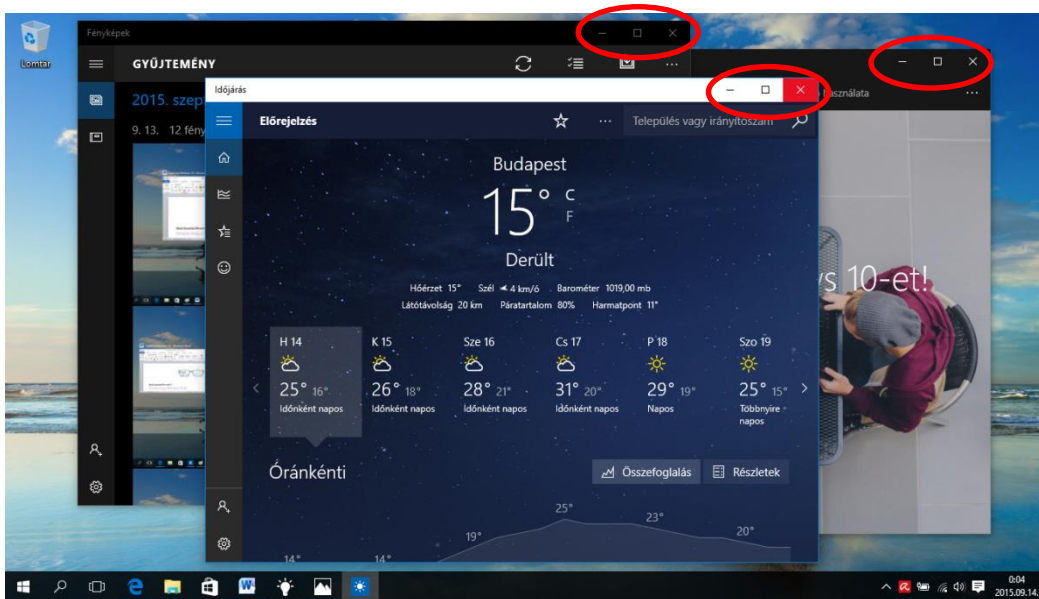 Lomtár
Fényképek
GYŰJTEMÉNY
2015. szep
9. 13. 12 fény
használata
s 10-et!
Időjárás
Előrejelzés
Település vagy irányítószám
Budapest
15° C
F
Derült
Hőérzet 15° Szél 4 km/ó Barométer 1019,00 mb
Látótávolság 20 km Páratartalom 80% Harmatpont 11°
H 14 K 15 Sze 16 Cs 17 P 18 Szo 19
25° 16° 26° 18° 28° 21° 31° 20° 29° 19° 25° 15°
Időnként napos Időnként napos Időnként napos Időnként napos Napos Többnyire
napos
Óránkénti Összefoglalás Részletek
14° 14° 19° 25° 23° 20°
0:04
2015.09.14.